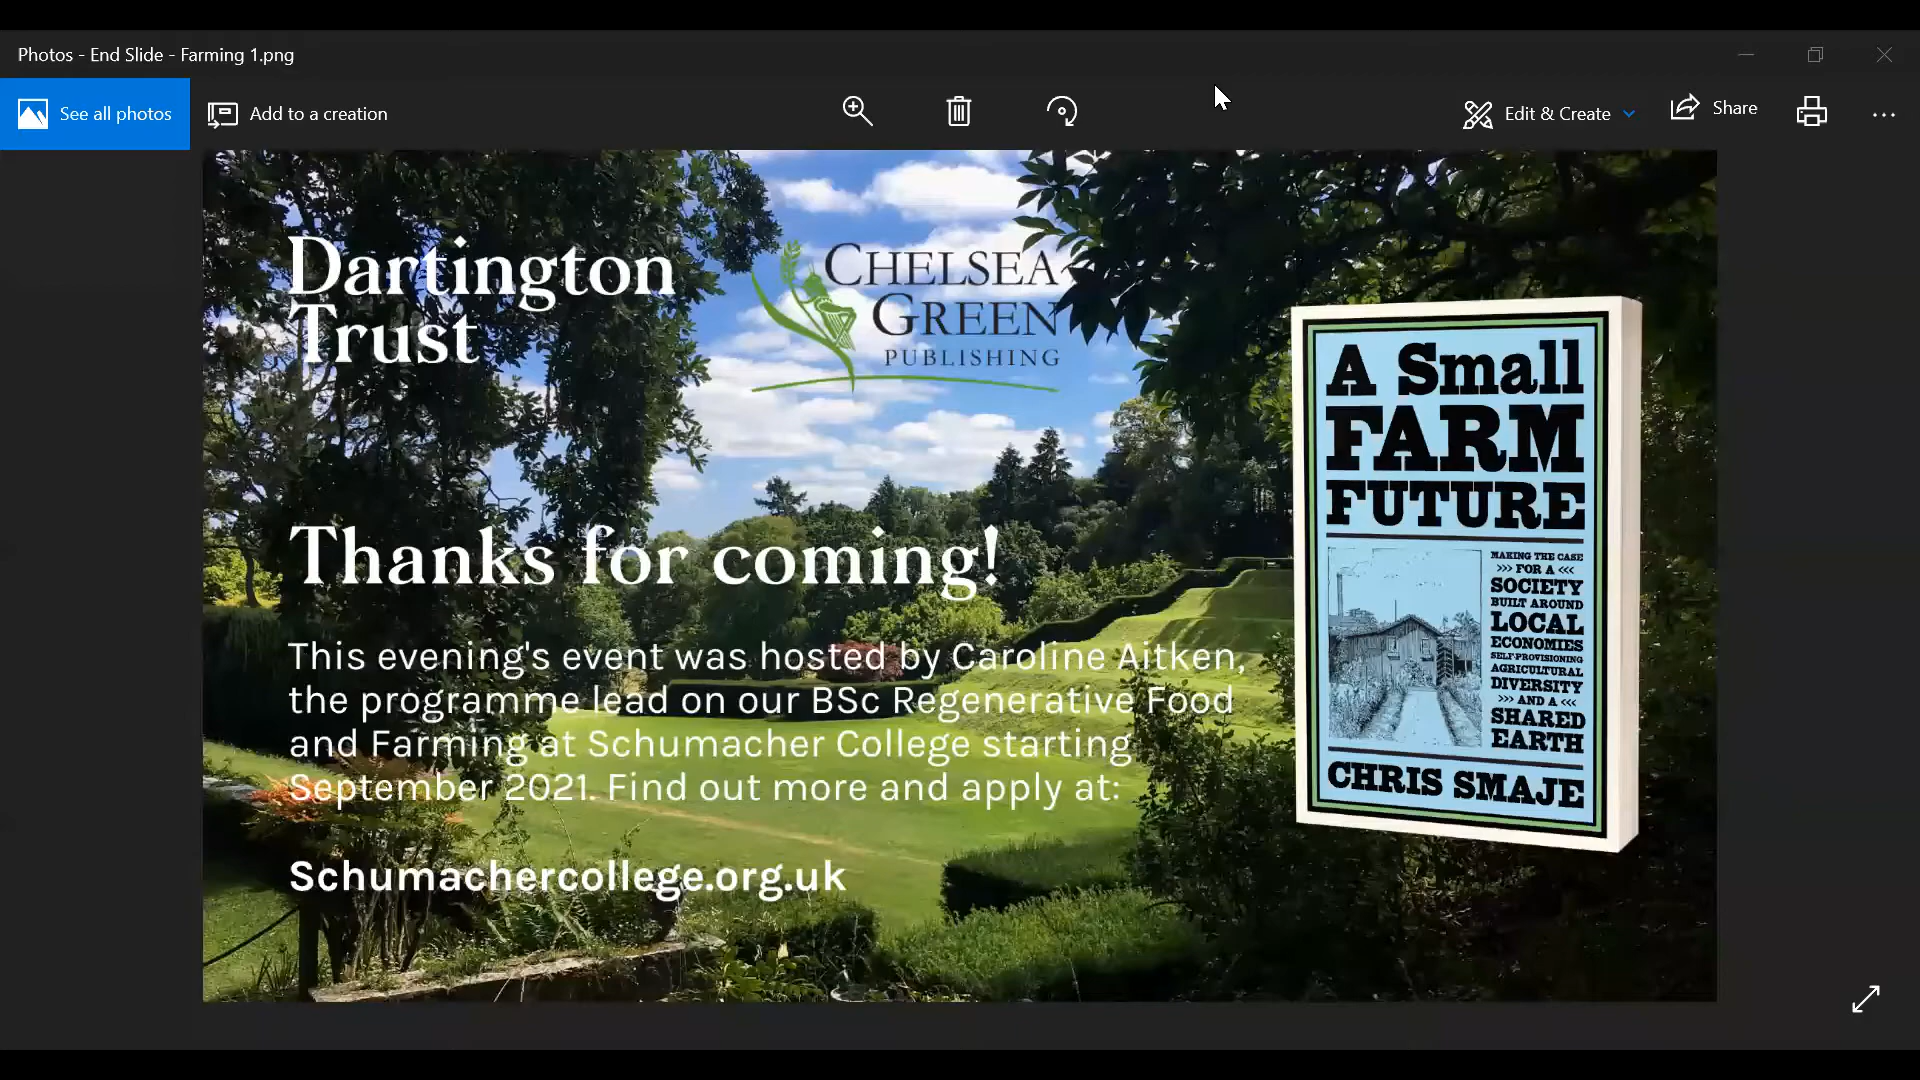 Photos - End Slide - Farming 1.png
See all photos
Add to a creation
Edit & Create
Share
Dartington
Trust
CHELSEA
GREEN
PUBLISHING
Thanks for coming!
This evening's event was hosted by Caroline Aitken,
the programme lead on our BSc Regenerative Food
and Farming at Schumacher College starting
September 2021. Find out more and apply at:
Schumachercollege.org.uk
A Small
FARM
FUTURE
MAKING THE CASE
>>> FOR A <<<
SOCIETY
BUILT AROUND
LOCAL
ECONOMIES
SELF-PROVISIONING
AGRICULTURAL
DIVERSITY
>>> AND A <<<
SHARED
EARTH
CHRIS SMAJE